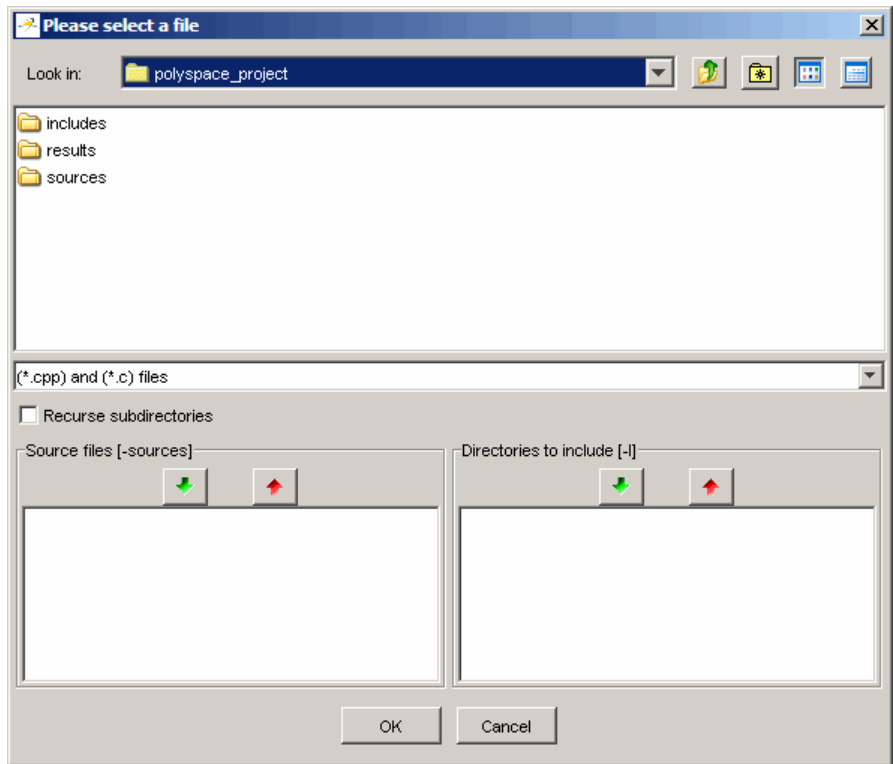 Please select a file
Look in: polyspace_project
includes
results
sources
(*.cpp) and (*.c) files
Recurse subdirectories
Source files [-sources] Directories to include [-I]
OK Cancel